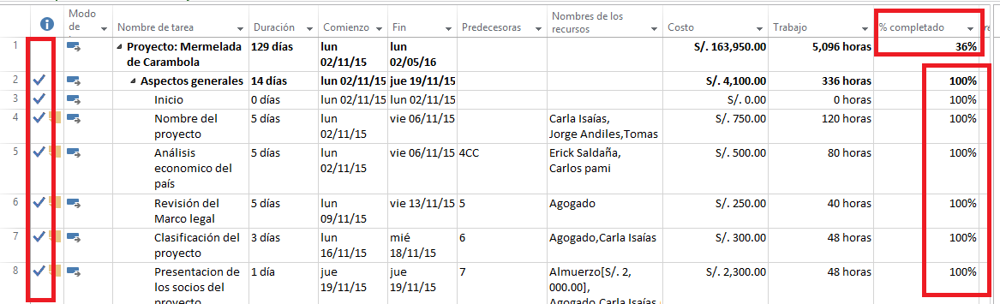 Modo de Nombre de tarea Duración Comienzo Fin Predecesoras Nombres de los recursos Costo Trabajo % completado
1 Proyecto: Mermelada de Carambola 129 días lun 02/11/15 lun 02/05/16 S/. 163,950.00 5,096 horas 36%
2 Aspectos generales 14 días lun 02/11/15 jue 19/11/15 S/. 4,100.00 336 horas 100%
3 Inicio 0 días lun 02/11/15 lun 02/11/15 S/. 0.00 0 horas 100%
4 Nombre del proyecto 5 días lun 02/11/15 vie 06/11/15 Carla Isaías, Jorge Andiles,Tomas S/. 750.00 120 horas 100%
5 Análisis economico del país 5 días lun 02/11/15 vie 06/11/15 4CC Erick Saldaña, Carlos pami S/. 500.00 80 horas 100%
6 Revisión del Marco legal 5 días lun 09/11/15 vie 13/11/15 5 Agogado S/. 250.00 40 horas 100%
7 Clasificación del proyecto 3 días lun 16/11/15 mié 18/11/15 6 Agogado,Carla Isaías S/. 300.00 48 horas 100%
8 Presentacion de los socios del proyecto 1 día jue 19/11/15 jue 19/11/15 7 Almuerzo[S/. 2,000.00], Agogado,Carla Isaías S/. 2,300.00 48 horas 100%